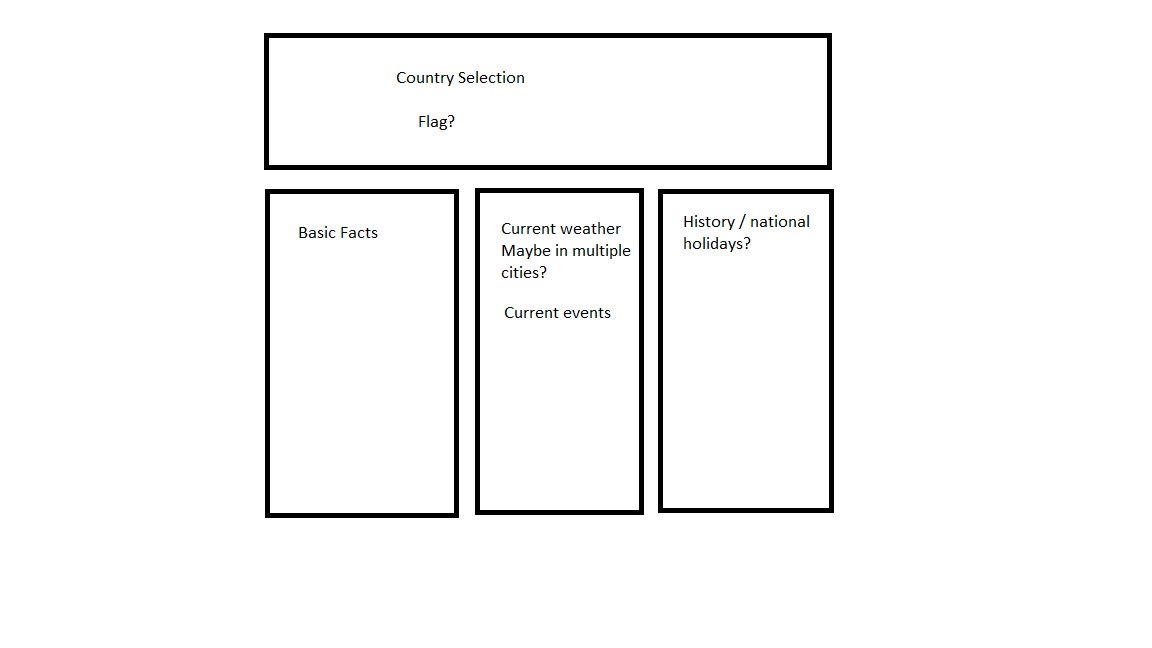 Country Selection
Flag?
Basic Facts
Current weather
Maybe in multiple
cities?
Current events
History / national
holidays?